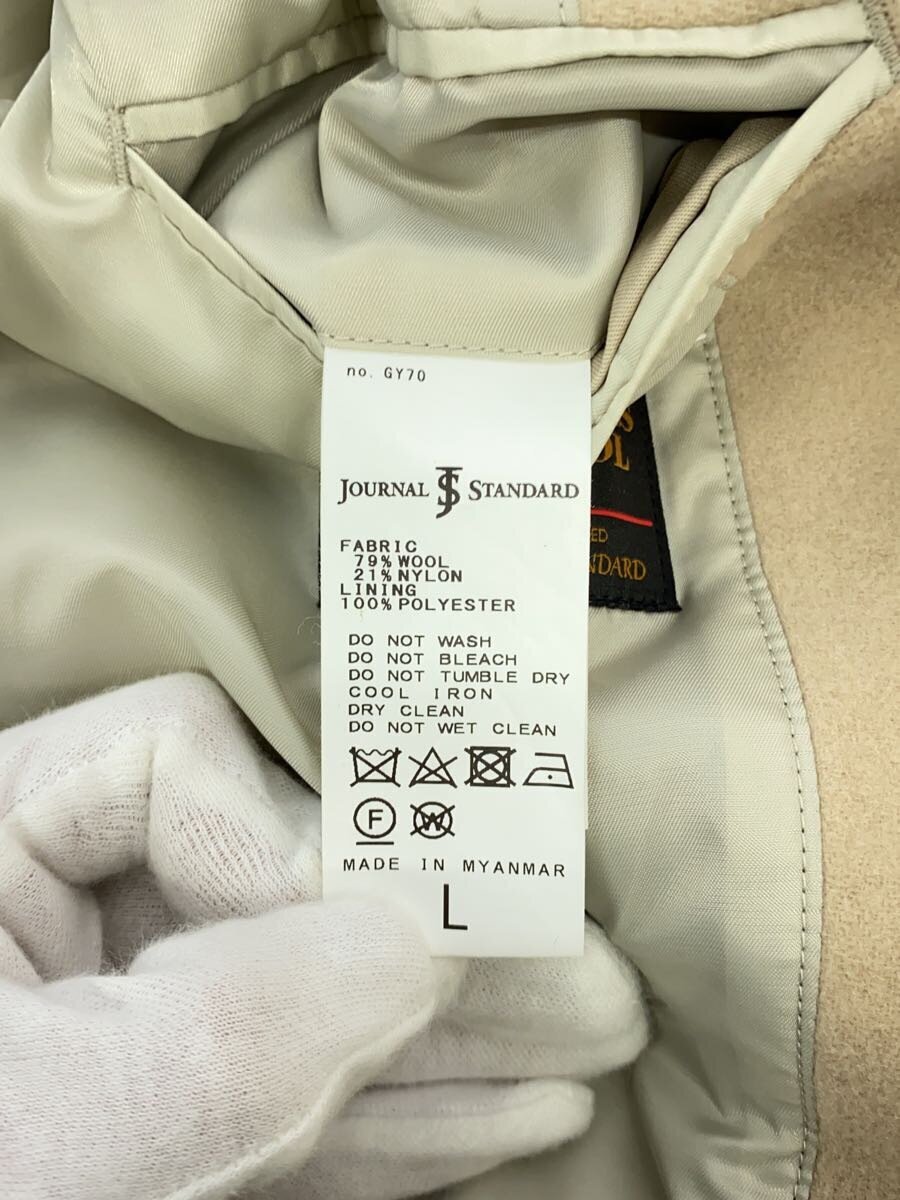 no. GY70
JOURNAL JS STANDARD
FABRIC
79%WOOL
21%NYLON
LINING
100%POLYESTER
DO NOT WASH
DO NOT BLEACH
DO NOT TUMBLE DRY
COOL IRON
DRY CLEAN
DO NOT WET CLEAN
F W
MADE IN MYANMAR
L